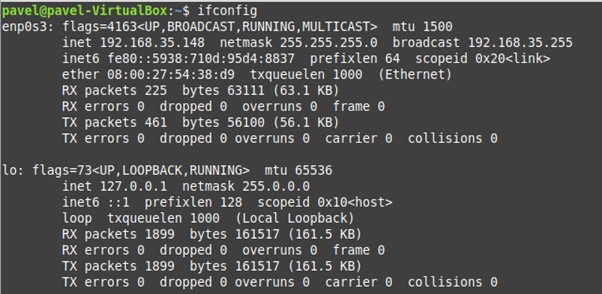 pavel@pavel-VirtualBox:~$ ifconfig
enp0s3: flags=4163<UP,BROADCAST,RUNNING,MULTICAST>  mtu 1500
        inet 192.168.35.148  netmask 255.255.255.0  broadcast 192.168.35.255
        inet6 fe80::5938:710d:95d4:8837  prefixlen 64  scopeid 0x20<link>
        ether 08:00:27:54:38:d9  txqueuelen 1000  (Ethernet)
        RX packets 225  bytes 63111 (63.1 KB)
        RX errors 0  dropped 0  overruns 0  frame 0
        TX packets 461  bytes 56100 (56.1 KB)
        TX errors 0  dropped 0 overruns 0  carrier 0  collisions 0

lo: flags=73<UP,LOOPBACK,RUNNING>  mtu 65536
        inet 127.0.0.1  netmask 255.0.0.0
        inet6 ::1  prefixlen 128  scopeid 0x10<host>
        loop  txqueuelen 1000  (Local Loopback)
        RX packets 1899  bytes 161517 (161.5 KB)
        RX errors 0  dropped 0  overruns 0  frame 0
        TX packets 1899  bytes 161517 (161.5 KB)
        TX errors 0  dropped 0 overruns 0  carrier 0  collisions 0